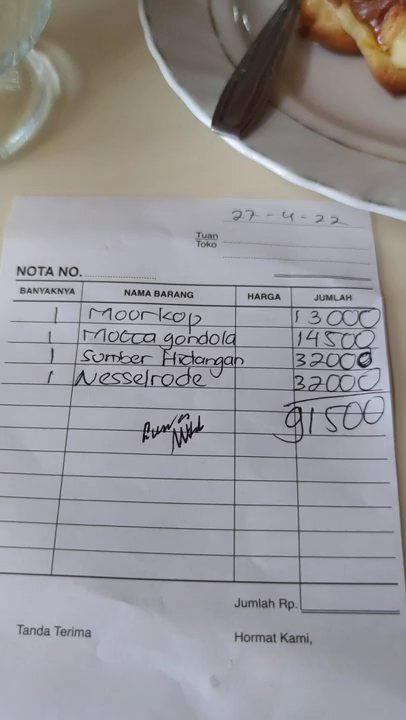 27-4-22
Tuan
Toko
NOTA NO.
BANYAKNYA NAMA BARANG HARGA JUMLAH
1 Moorkop 13000
1 Mocca gondola 14500
1 Sumber Hidangan 32000
1 Nesselrode 32000
91500
Jumlah Rp.
Tanda Terima Hormat Kami,